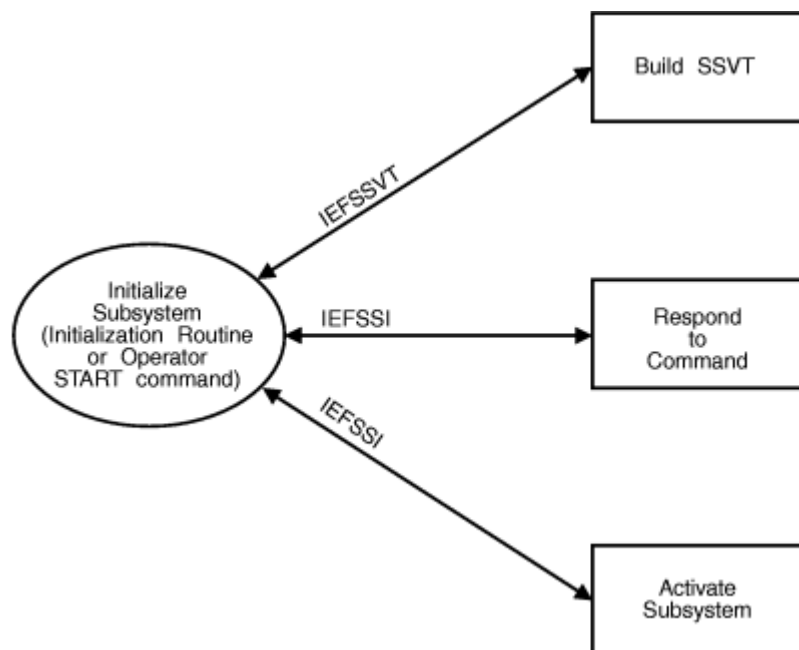 Build SSVT
IEFSSVT
Initialize
Subsystem
(Initialization Routine
or Operator
START command)
IEFSSI
Respond
to
Command
IEFSSI
Activate
Subsystem